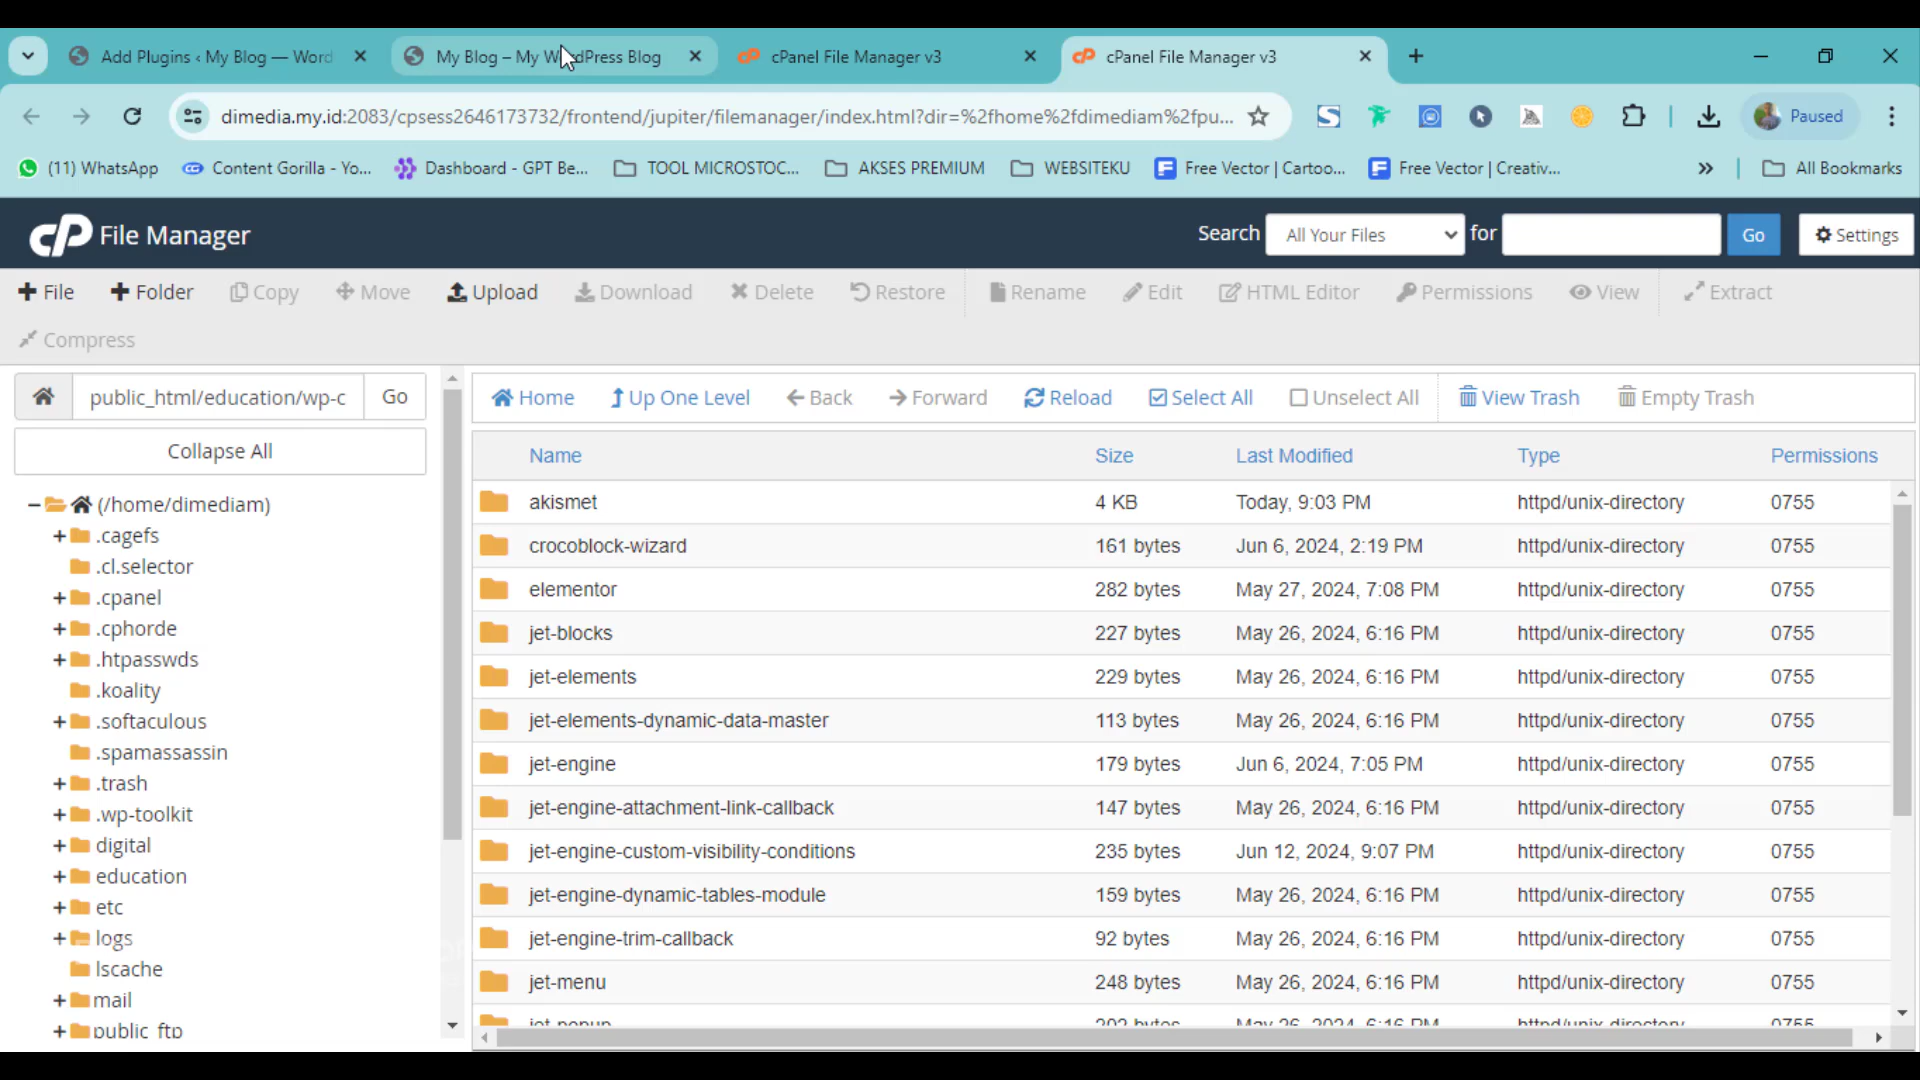 Add Plugins ‹ My Blog — Word
My Blog – My WordPress Blog
cPanel File Manager v3
cPanel File Manager v3
dimedia.my.id:2083/cpsess2646173732/frontend/jupiter/filemanager/index.html?dir=%2fhome%2fdimediam%2fpu...
Paused
(11) WhatsApp
Content Gorilla - Yo...
Dashboard - GPT Be...
TOOL MICROSTOC...
AKSES PREMIUM
WEBSITEKU
Free Vector | Cartoo...
Free Vector | Creativ...
All Bookmarks
cP File Manager
Search All Your Files for Go Settings
File Folder Copy Move Upload Download Delete Restore Rename Edit HTML Editor Permissions View Extract
Compress
public_html/education/wp-c Go
Collapse All
(/home/dimediam)
.cagefs
.cl.selector
.cpanel
.cphorde
.htpasswds
.koality
.softaculous
.spamassassin
.trash
.wp-toolkit
digital
education
etc
logs
lscache
mail
public_ftp
Home Up One Level Back Forward Reload Select All Unselect All View Trash Empty Trash
Name Size Last Modified Type Permissions
akismet 4 KB Today, 9:03 PM httpd/unix-directory 0755
crocoblock-wizard 161 bytes Jun 6, 2024, 2:19 PM httpd/unix-directory 0755
elementor 282 bytes May 27, 2024, 7:08 PM httpd/unix-directory 0755
jet-blocks 227 bytes May 26, 2024, 6:16 PM httpd/unix-directory 0755
jet-elements 229 bytes May 26, 2024, 6:16 PM httpd/unix-directory 0755
jet-elements-dynamic-data-master 113 bytes May 26, 2024, 6:16 PM httpd/unix-directory 0755
jet-engine 179 bytes Jun 6, 2024, 7:05 PM httpd/unix-directory 0755
jet-engine-attachment-link-callback 147 bytes May 26, 2024, 6:16 PM httpd/unix-directory 0755
jet-engine-custom-visibility-conditions 235 bytes Jun 12, 2024, 9:07 PM httpd/unix-directory 0755
jet-engine-dynamic-tables-module 159 bytes May 26, 2024, 6:16 PM httpd/unix-directory 0755
jet-engine-trim-callback 92 bytes May 26, 2024, 6:16 PM httpd/unix-directory 0755
jet-menu 248 bytes May 26, 2024, 6:16 PM httpd/unix-directory 0755
jet-popup 202 bytes May 26, 2024, 6:16 PM httpd/unix-directory 0755